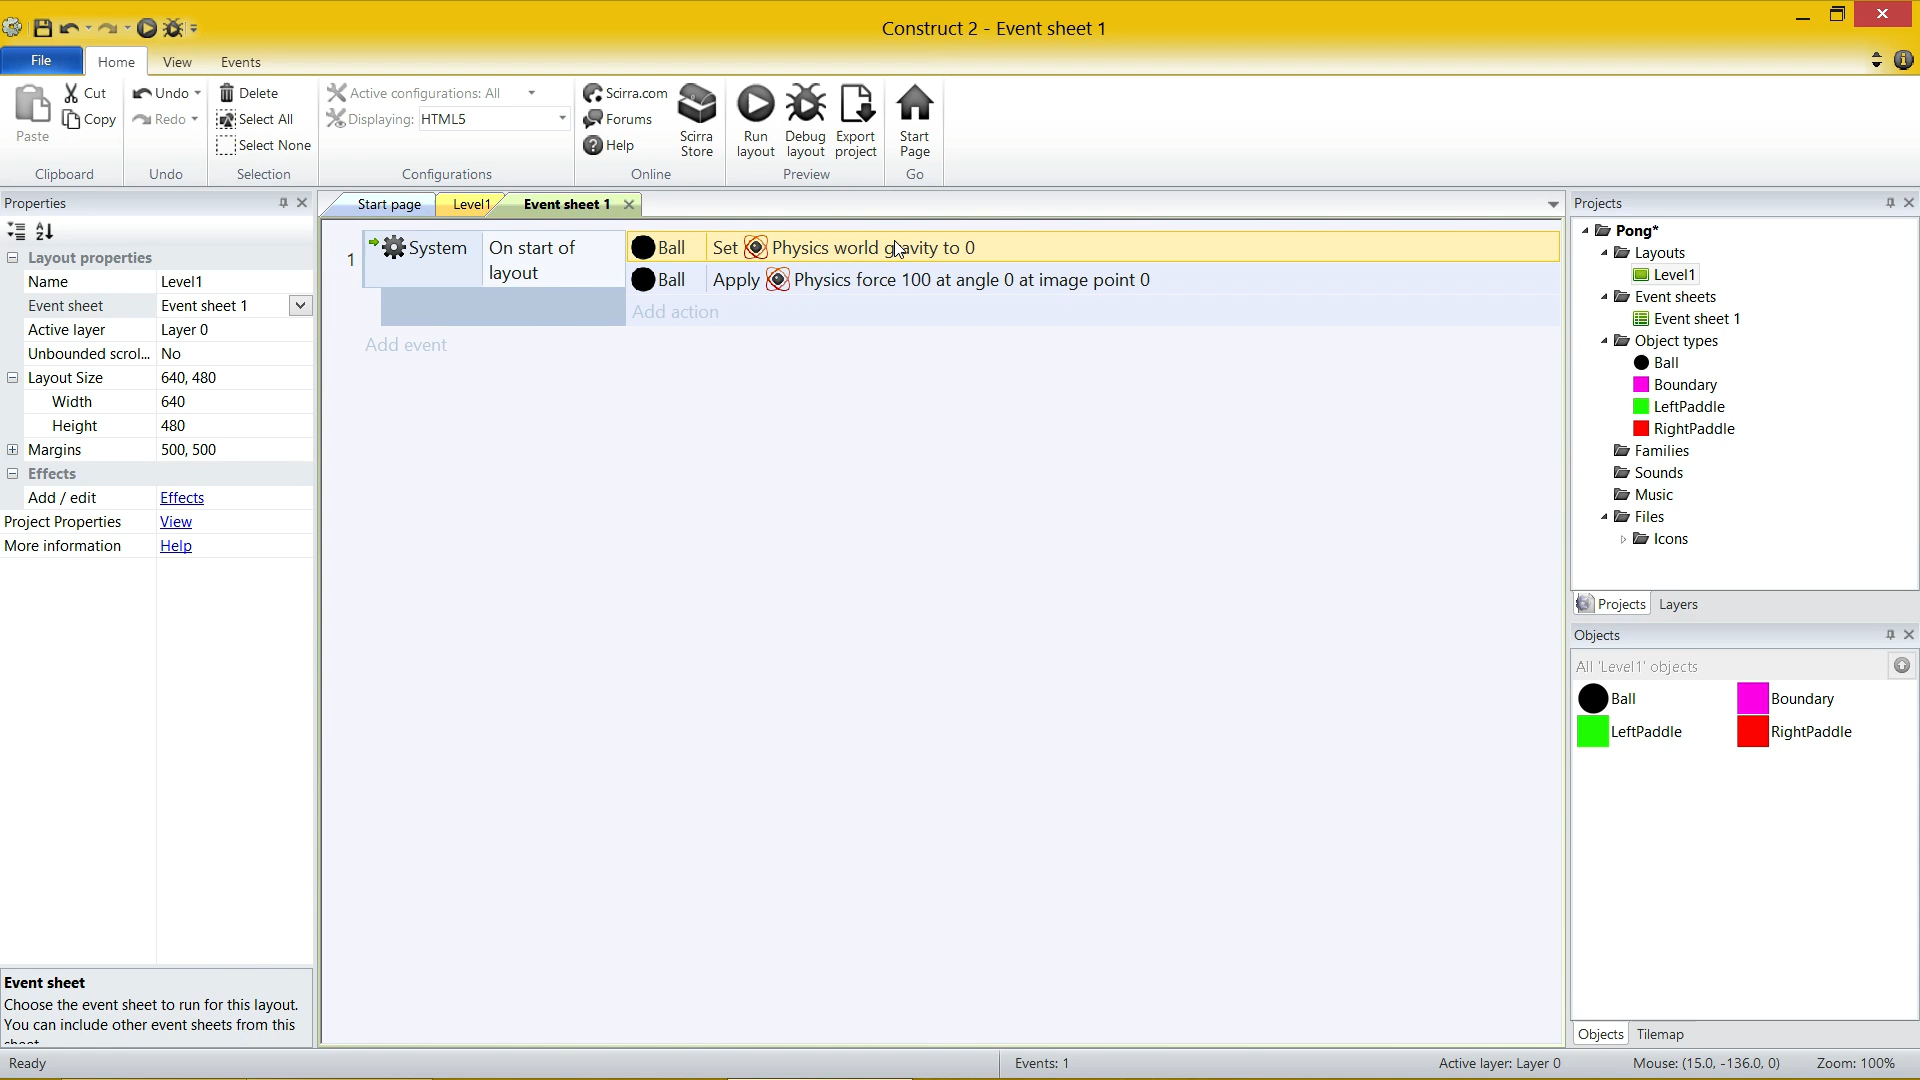 Construct 2 - Event sheet 1
File
Home
View
Events
Paste
Cut
Copy
Clipboard
Undo
Redo
Undo
Delete
Select All
Select None
Selection
Active configurations: All
Displaying: HTML5
Configurations
Scirra.com
Forums
Help
Scirra
Store
Online
Run
layout
Debug
layout
Export
project
Preview
Start
Page
Go
Properties
Layout properties
Name Level1
Event sheet Event sheet 1
Active layer Layer 0
Unbounded scrol... No
Layout Size 640, 480
Width 640
Height 480
Margins 500, 500
Effects
Add / edit Effects
Project Properties View
More information Help
Event sheet
Choose the event sheet to run for this layout.
You can include other event sheets from this
Start page
Level1
Event sheet 1
1
System
On start of
layout
Ball Set Physics world gravity to 0
Ball Apply Physics force 100 at angle 0 at image point 0
Add action
Add event
Projects
Pong*
Layouts
Level1
Event sheets
Event sheet 1
Object types
Ball
Boundary
LeftPaddle
RightPaddle
Families
Sounds
Music
Files
Icons
Projects Layers
Objects
All 'Level1' objects
Ball Boundary
LeftPaddle RightPaddle
Objects Tilemap
Ready
Events: 1
Active layer: Layer 0
Mouse: (15.0, -136.0, 0)
Zoom: 100%